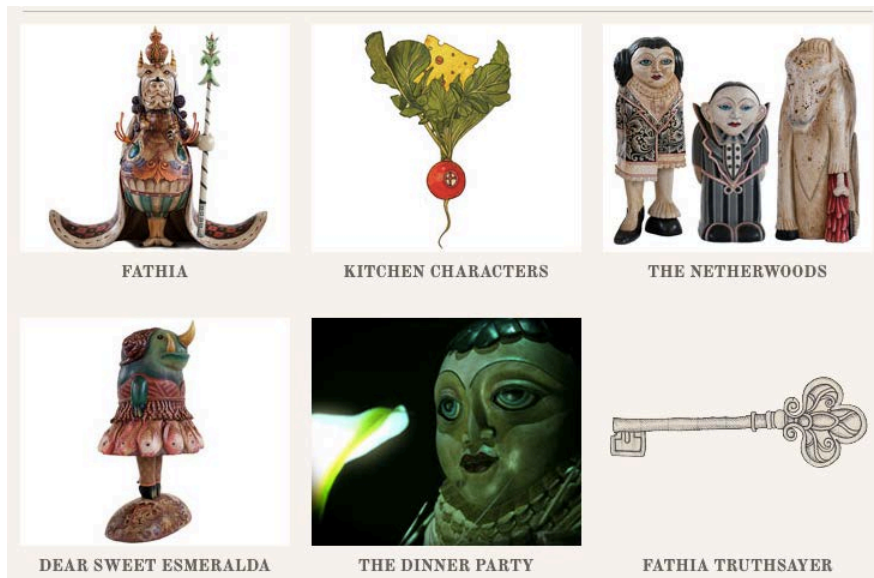 FATHIA
KITCHEN CHARACTERS
THE NETHERWOODS
DEAR SWEET ESMERALDA
THE DINNER PARTY
FATHIA TRUTHSAYER